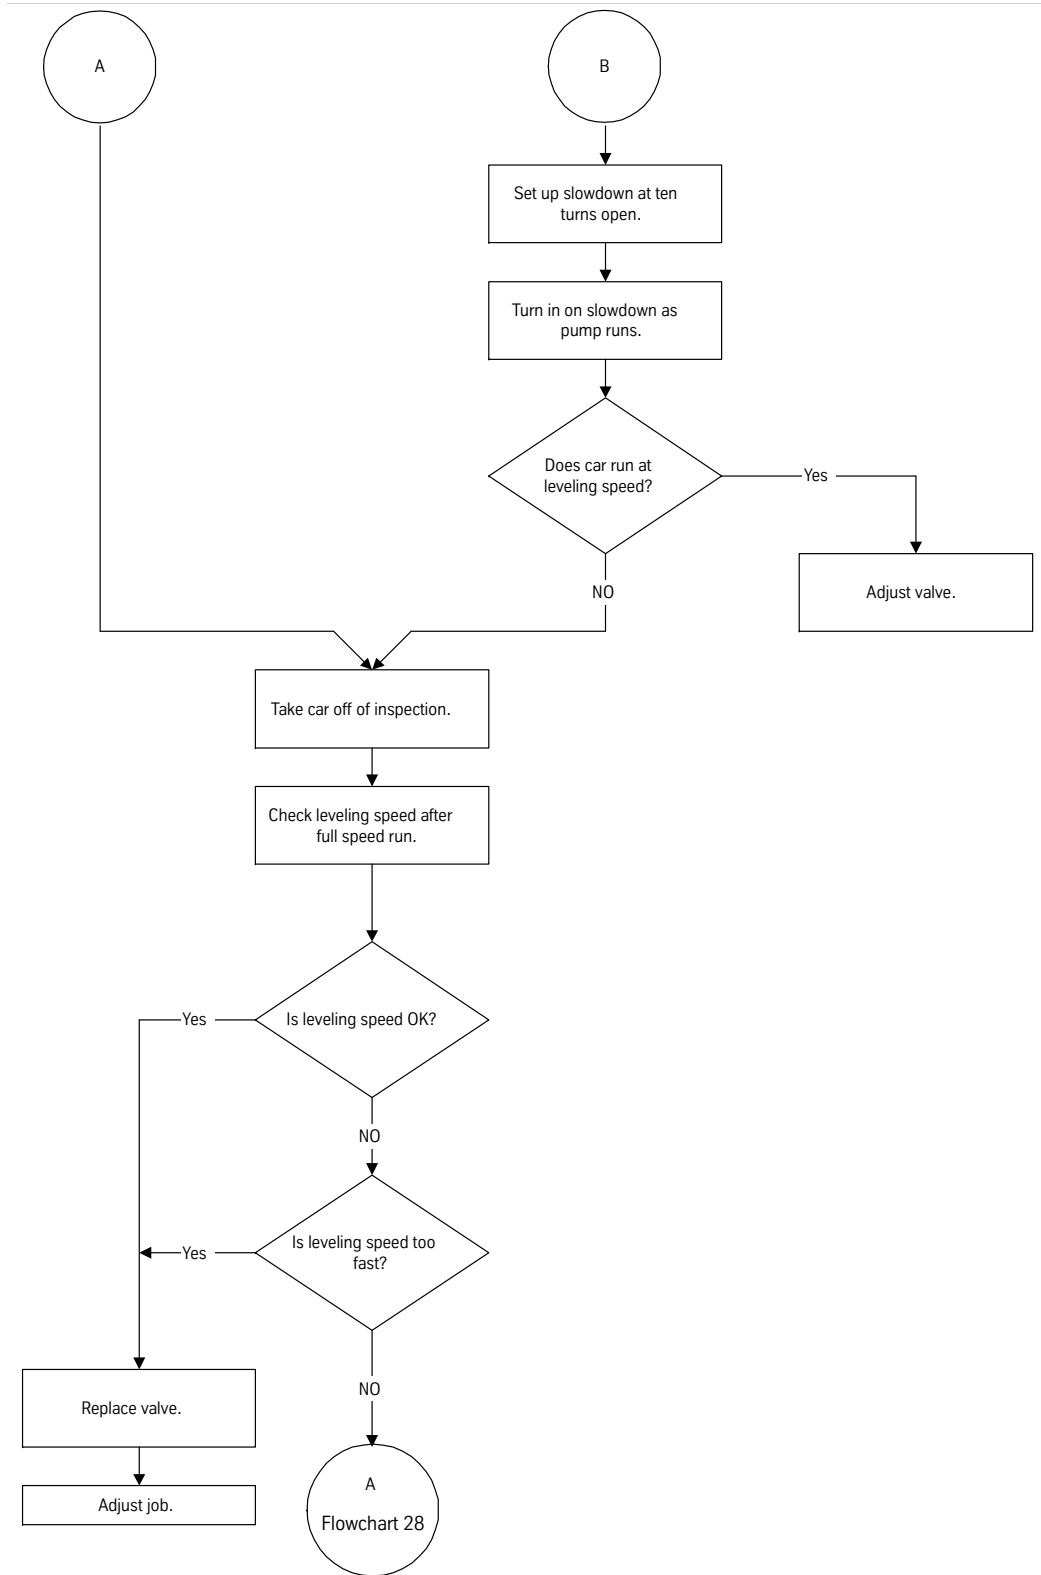 A
B
Set up slowdown at ten
turns open.
Turn in on slowdown as
pump runs.
Does car run at
leveling speed?
Yes
Adjust valve.
NO
Take car off of inspection.
Check leveling speed after
full speed run.
Is leveling speed OK?
Yes
NO
Is leveling speed too
fast?
Yes
NO
Replace valve.
Adjust job.
A
Flowchart 28